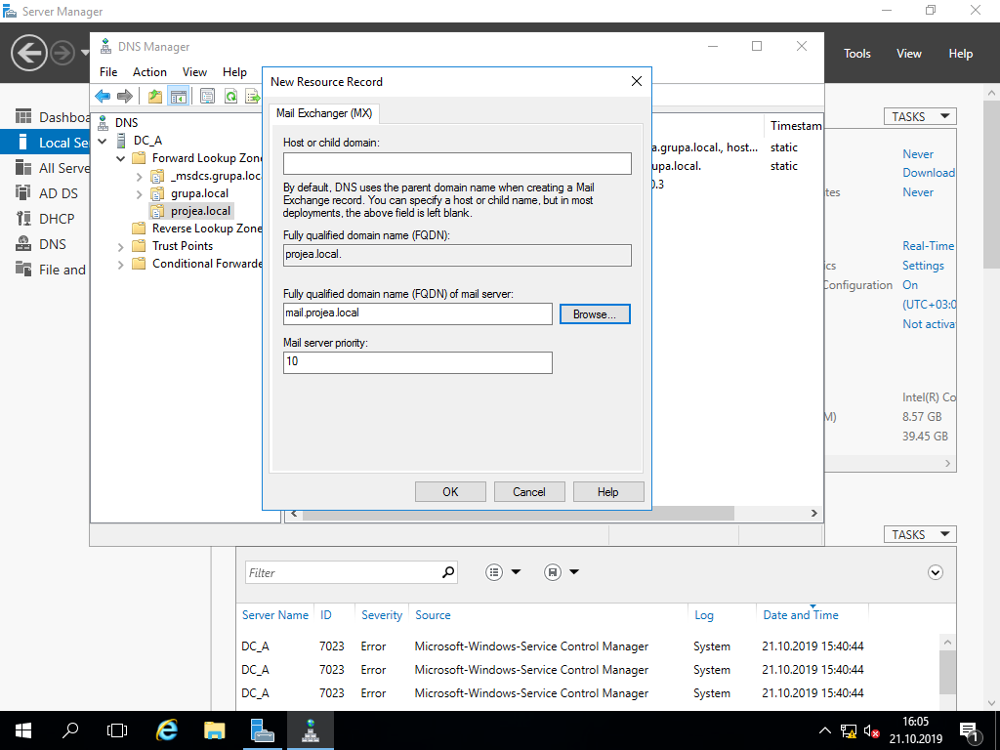 Server Manager
DNS Manager
Tools View Help
File Action View Help
New Resource Record
Mail Exchanger (MX)
Host or child domain:
By default, DNS uses the parent domain name when creating a Mail
Exchange record. You can specify a host or child name, but in most
deployments, the above field is left blank.
Fully qualified domain name (FQDN):
projea.local.
Fully qualified domain name (FQDN) of mail server:
mail.projea.local
Browse...
Mail server priority:
10
OK Cancel Help
Dashboa
Local Se
All Serve
AD DS
DHCP
DNS
File and
DNS
DC_A
Forward Lookup Zone
_msdcs.grupa.loc
grupa.local
projea.local
Reverse Lookup Zone
Trust Points
Conditional Forwarde
Timestam
a.grupa.local., host... static
upa.local. static
0.3
TASKS
Never
Download
tes Never
Real-Time
ics Settings
Configuration On
(UTC+03:0
Not activa
Intel(R) Co
M) 8.57 GB
39.45 GB
TASKS
Filter
Server Name ID Severity Source Log Date and Time
DC_A 7023 Error Microsoft-Windows-Service Control Manager System 21.10.2019 15:40:44
DC_A 7023 Error Microsoft-Windows-Service Control Manager System 21.10.2019 15:40:44
DC_A 7023 Error Microsoft-Windows-Service Control Manager System 21.10.2019 15:40:44
16:05
21.10.2019
1